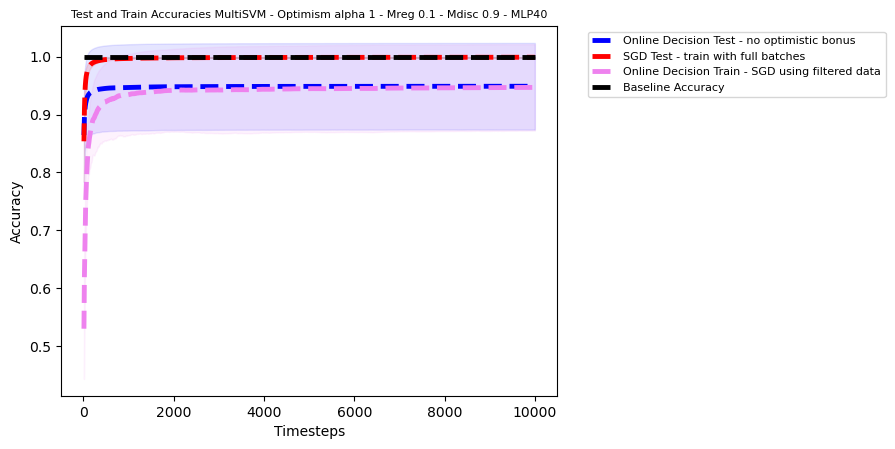 Test and Train Accuracies MultiSVM - Optimism alpha 1 - Mreg 0.1 - Mdisc 0.9 - MLP40
Online Decision Test - no optimistic bonus
SGD Test - train with full batches
Online Decision Train - SGD using filtered data
Baseline Accuracy
Accuracy
1.0
0.9
0.8
0.7
0.6
0.5
0 2000 4000 6000 8000 10000
Timesteps